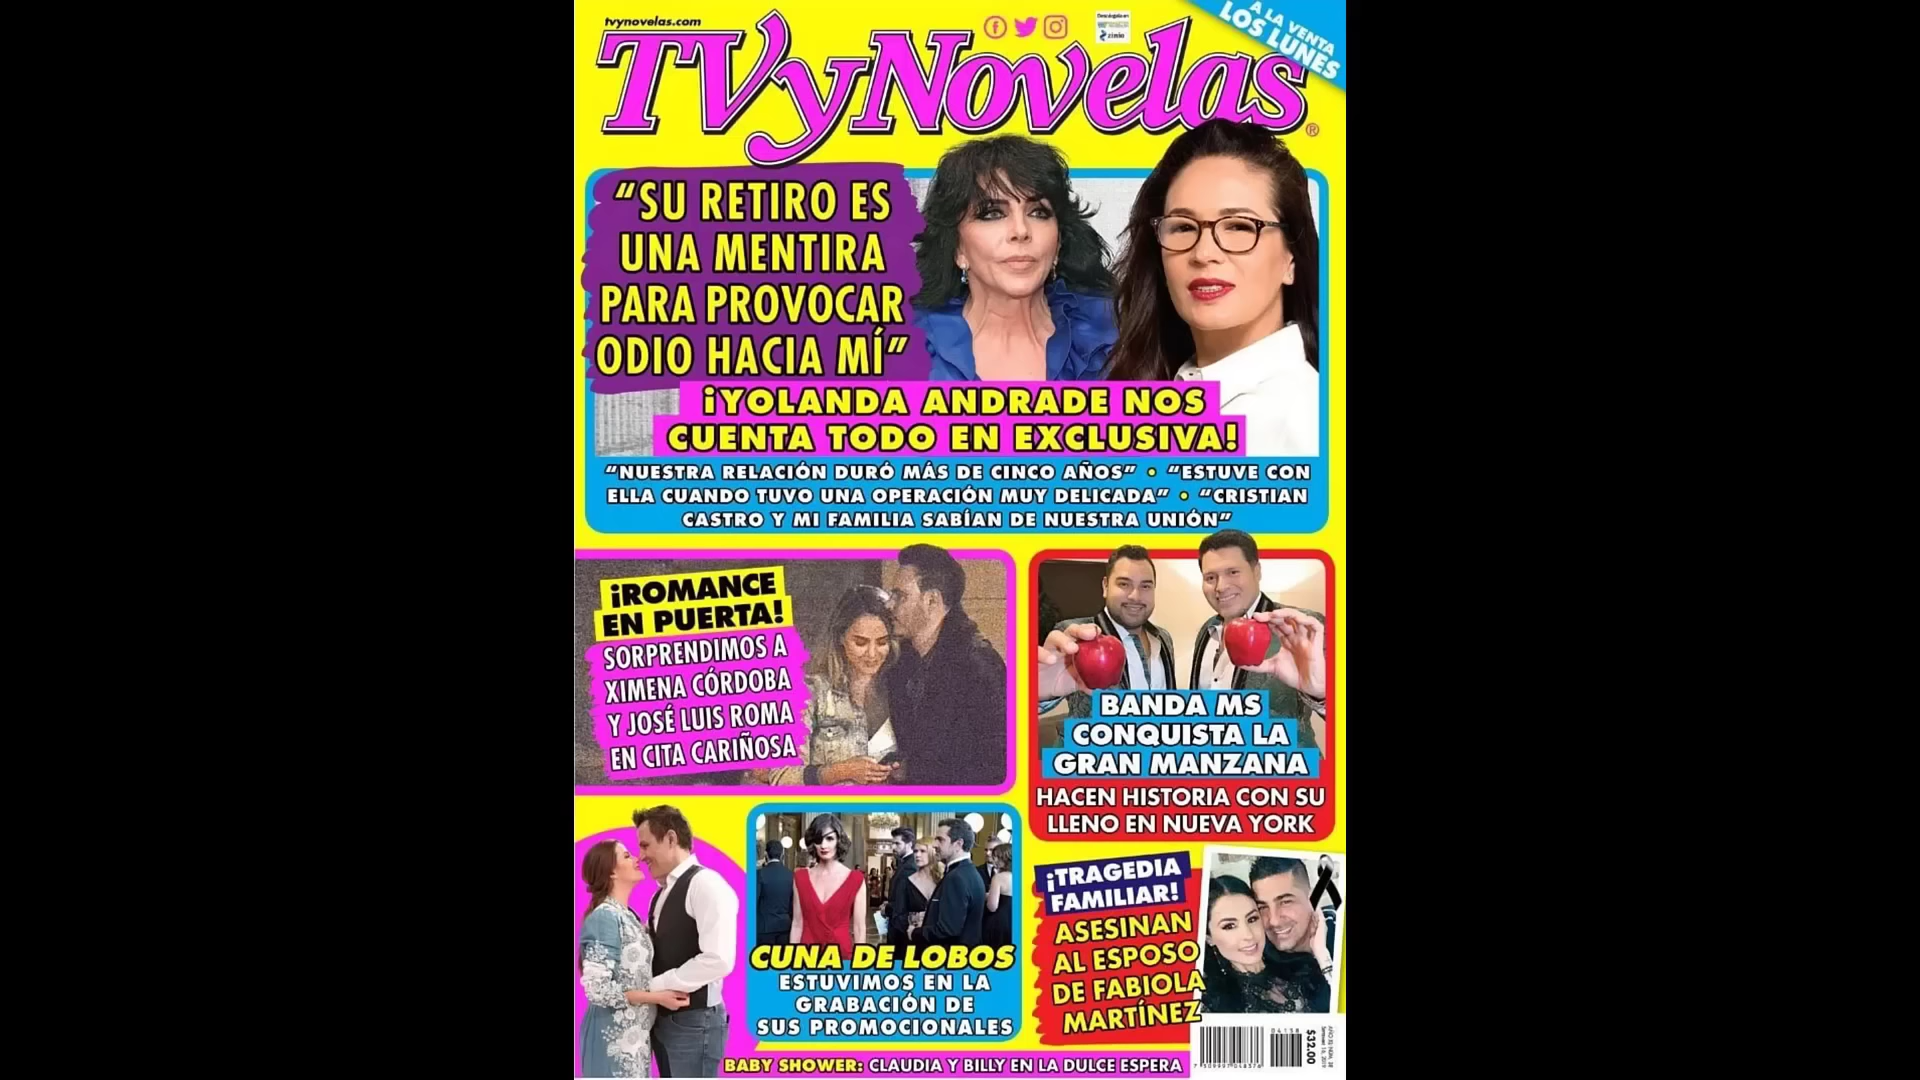 tvynovelas.com
A LA VENTA
LOS LUNES
zinio
TVyNovelas®
“SU RETIRO ES
UNA MENTIRA
PARA PROVOCAR
ODIO HACIA MÍ”
¡YOLANDA ANDRADE NOS
CUENTA TODO EN EXCLUSIVA!
“NUESTRA RELACIÓN DURÓ MÁS DE CINCO AÑOS” • “ESTUVE CON
ELLA CUANDO TUVO UNA OPERACIÓN MUY DELICADA” • “CRISTIAN
CASTRO Y MI FAMILIA SABÍAN DE NUESTRA UNIÓN”
¡ROMANCE
EN PUERTA!
SORPRENDIMOS A
XIMENA CÓRDOBA
Y JOSÉ LUIS ROMA
EN CITA CARIÑOSA
BANDA MS
CONQUISTA LA
GRAN MANZANA
HACEN HISTORIA CON SU
LLENO EN NUEVA YORK
CUNA DE LOBOS
ESTUVIMOS EN LA
GRABACIÓN DE
SUS PROMOCIONALES
¡TRAGEDIA
FAMILIAR!
ASESINAN
AL ESPOSO
DE FABIOLA
MARTÍNEZ
BABY SHOWER: CLAUDIA Y BILLY EN LA DULCE ESPERA
04158
$32.00